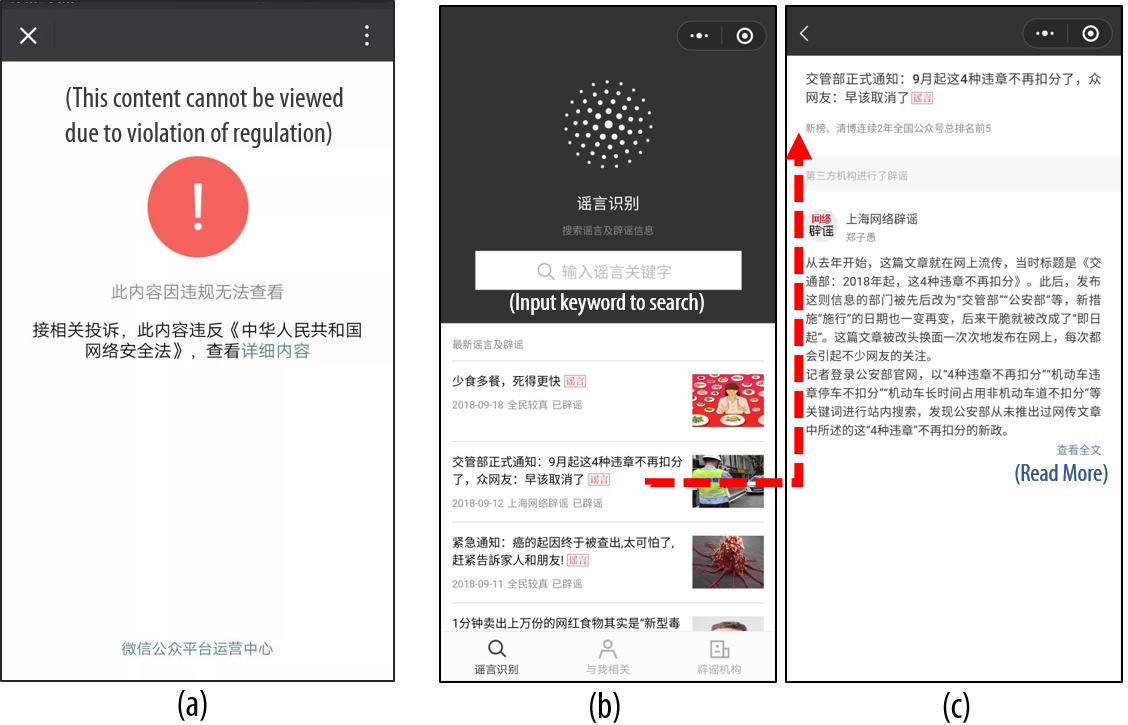 (This content cannot be viewed
due to violation of regulation)
!
此内容因违规无法查看
接相关投诉，此内容违反《中华人民共和国
网络安全法》，查看详细内容
微信公众平台运营中心
(a)
谣言识别
搜索谣言及辟谣信息
输入谣言关键字
(Input keyword to search)
最新谣言及辟谣
少食多餐，死得更快 谣言
2018-09-18 全民较真 已辟谣
交管部正式通知：9月起这4种违章不再扣分
了，众网友：早该取消了 谣言
2018-09-12 上海网络辟谣 已辟谣
紧急通知：癌的起因终于被查出,太可怕了,
赶紧告訴家人和朋友! 谣言
2018-09-11 全民较真 已辟谣
1分钟卖出上万份的网红食物其实是“新型毒
谣言识别
与我相关
辟谣机构
(b)
交管部正式通知：9月起这4种违章不再扣分了，众
网友：早该取消了 谣言
新榜、清博连续2年全国公众号总排名前5
第三方机构进行了辟谣
网络
辟谣
上海网络辟谣
郑子愚
从去年开始，这篇文章就在网上流传，当时标题是《交
通部：2018年起，这4种违章不再扣分》。此后，发布
这则信息的部门被先后改为“交管部”“公安部”等，新措
施“施行”的日期也一变再变，后来干脆就被改成了“即日
起”。这篇文章被改头换面一次次地发布在网上，每次都
会引起不少网友的关注。
记者登录公安部官网，以“4种违章不再扣分”“机动车违
章停车不扣分”“机动车长时间占用非机动车道不扣分”等
关键词进行站内搜索，发现公安部从未推出过网传文章
中所述的这“4种违章”不再扣分的新政。
查看全文
(Read More)
(c)